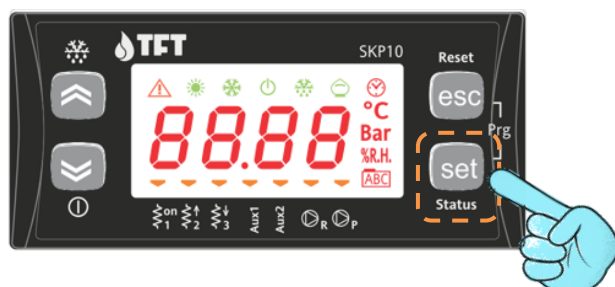 TFT
SKP10
Reset
esc
Prg
set
Status
88.88
°C
Bar
%R.H.
ABC
on
1
2
3
Aux1
Aux2
R
P